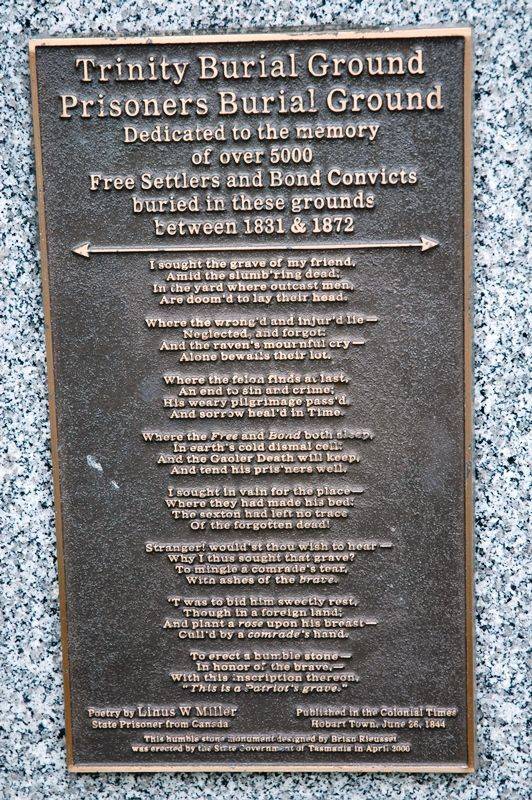 Trinity Burial Ground
Prisoners Burial Ground
Dedicated to the memory
of over 5000
Free Settlers and Bond Convicts
buried in these grounds
between 1831 & 1872
I sought the grave of my friend,
Amid the slumb'ring dead;
In the yard where outcast men,
Are doom'd to lay their head.
Where the wrong'd and injur'd lie—
Neglected, and forgot:
And the raven's mournful cry—
Alone bewails their lot.
Where the felon finds at last,
An end to sin and crime;
His weary pilgrimage pass'd,
And sorrow heal'd in Time.
Where the Free and Bond both sleep,
In earth's cold dismal cell:
And the Gaoler Death will keep,
And tend his pris'ners well.
I sought in vain for the place—
Where they had made his bed:
The sexton had left no trace
Of the forgotten dead!
Stranger! would'st thou wish to hear—
Why I thus sought that grave?
To mingle a comrade's tear,
With ashes of the brave.
'T was to bid him sweetly rest,
Though in a foreign land;
And plant a rose upon his breast—
Cull'd by a comrade's hand.
To erect a humble stone—
In honor of the brave,—
With this inscription thereon,
"This is a Patriot's grave."
Poetry by Linus W Miller
State Prisoner from Canada
Published in the Colonial Times
Hobart Town, June 26, 1844
This humble stone monument designed by Brian Rieusset
was erected by the State Government of Tasmania in April 2000